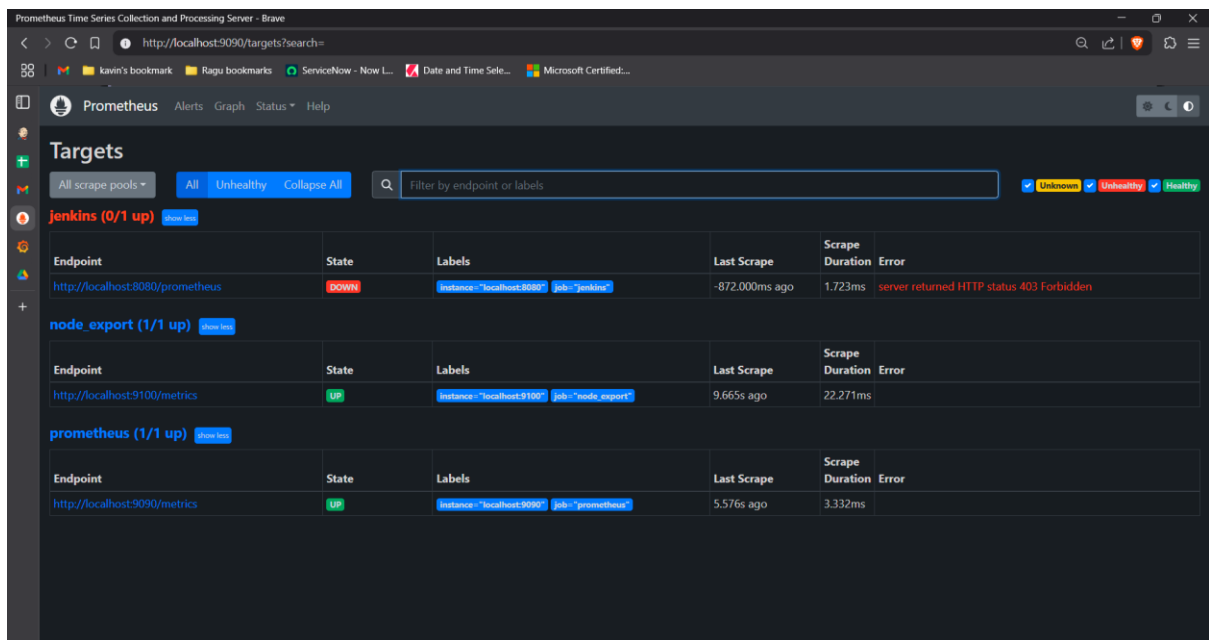 Prometheus Time Series Collection and Processing Server - Brave
http://localhost:9090/targets?search=
kavin's bookmark Ragu bookmarks ServiceNow - Now L... Date and Time Sele... Microsoft Certified:...
Prometheus Alerts Graph Status Help
Targets
All scrape pools All Unhealthy Collapse All Filter by endpoint or labels Unknown Unhealthy Healthy
jenkins (0/1 up) show less
Endpoint State Labels Last Scrape Scrape Duration Error
http://localhost:8080/prometheus DOWN instance="localhost:8080" job="jenkins" -872.000ms ago 1.723ms server returned HTTP status 403 Forbidden
node_export (1/1 up) show less
Endpoint State Labels Last Scrape Scrape Duration Error
http://localhost:9100/metrics UP instance="localhost:9100" job="node_export" 9.665s ago 22.271ms
prometheus (1/1 up) show less
Endpoint State Labels Last Scrape Scrape Duration Error
http://localhost:9090/metrics UP instance="localhost:9090" job="prometheus" 5.576s ago 3.332ms